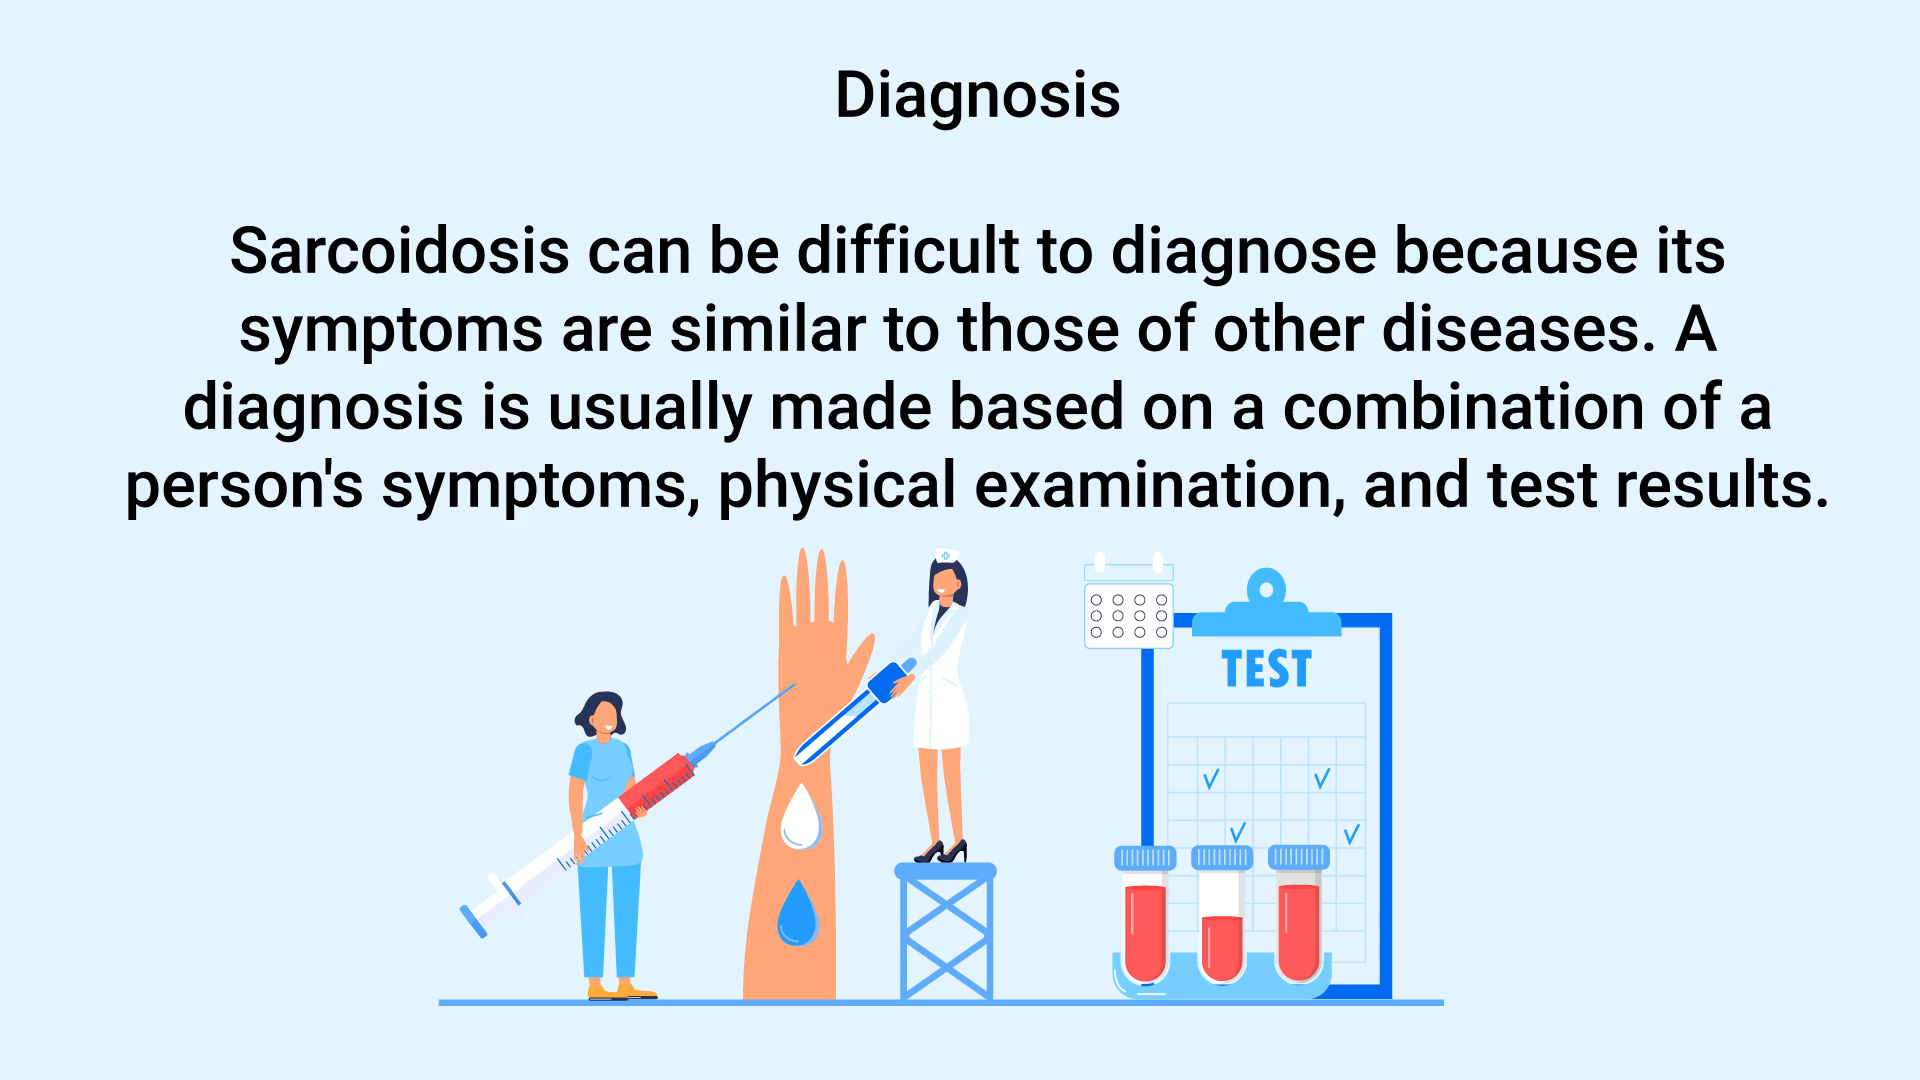 Diagnosis
Sarcoidosis can be difficult to diagnose because its
symptoms are similar to those of other diseases. A
diagnosis is usually made based on a combination of a
person's symptoms, physical examination, and test results.
TEST